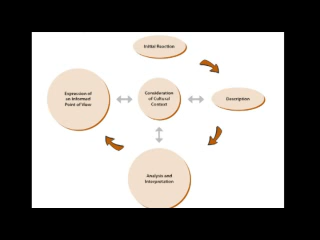 Initial Reaction
Expression of
an Informed
Point of View
Consideration
of Cultural
Context
Description
Analysis and
Interpretation